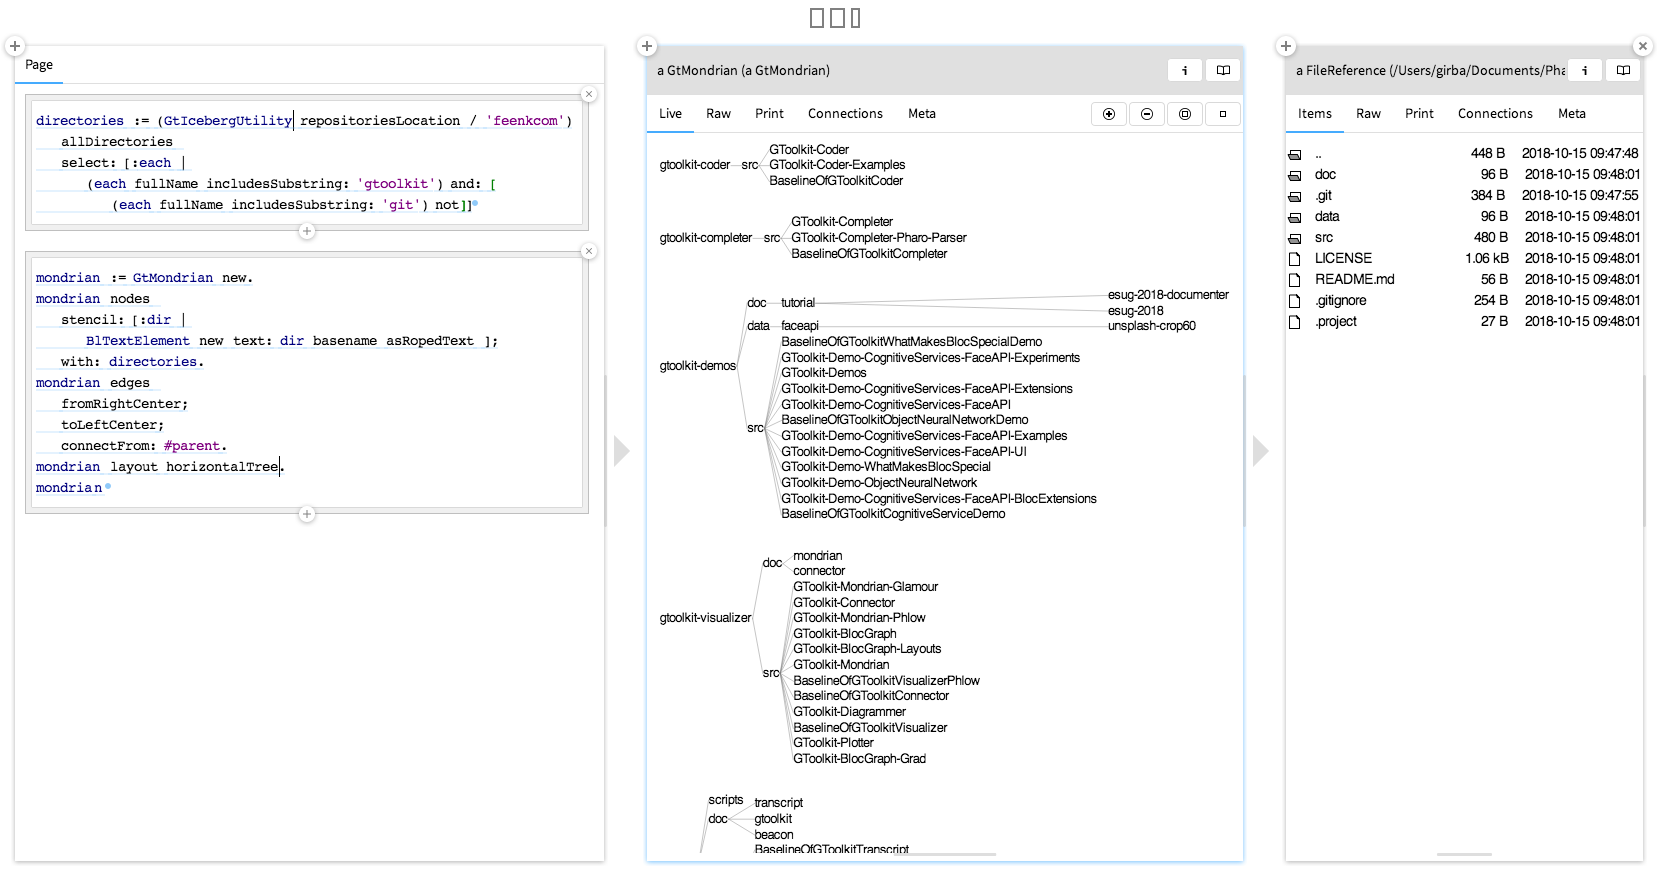 Page
directories := (GtIcebergUtility repositoriesLocation / 'feenkcom')
allDirectories
select: [:each |
(each fullName includesSubstring: 'gtoolkit') and: [
(each fullName includesSubstring: 'git') not]]
mondrian := GtMondrian new.
mondrian nodes
stencil: [:dir |
BlTextElement new text: dir basename asRopedText ];
with: directories.
mondrian edges
fromRightCenter;
toLeftCenter;
connectFrom: #parent.
mondrian layout horizontalTree.
mondrian
a GtMondrian (a GtMondrian)
Live Raw Print Connections Meta
GToolkit-Coder
gtoolkit-coder src GToolkit-Coder-Examples
BaselineOfGToolkitCoder
GToolkit-Completer
gtoolkit-completer src GToolkit-Completer-Pharo-Parser
BaselineOfGToolkitCompleter
esug-2018-documenter
doc tutorial
esug-2018
data faceapi unsplash-crop60
BaselineOfGToolkitWhatMakesBlocSpecialDemo
GToolkit-Demo-CognitiveServices-FaceAPI-Experiments
gtoolkit-demos
GToolkit-Demos
GToolkit-Demo-CognitiveServices-FaceAPI-Extensions
GToolkit-Demo-CognitiveServices-FaceAPI
BaselineOfGToolkitObjectNeuralNetworkDemo
src
GToolkit-Demo-CognitiveServices-FaceAPI-Examples
GToolkit-Demo-CognitiveServices-FaceAPI-UI
GToolkit-Demo-WhatMakesBlocSpecial
GToolkit-Demo-ObjectNeuralNetwork
GToolkit-Demo-CognitiveServices-FaceAPI-BlocExtensions
BaselineOfGToolkitCognitiveServiceDemo
mondrian
doc
connector
GToolkit-Mondrian-Glamour
GToolkit-Connector
gtoolkit-visualizer GToolkit-Mondrian-Phlow
GToolkit-BlocGraph
GToolkit-BlocGraph-Layouts
GToolkit-Mondrian
src
BaselineOfGToolkitVisualizerPhlow
BaselineOfGToolkitConnector
GToolkit-Diagrammer
BaselineOfGToolkitVisualizer
GToolkit-Plotter
GToolkit-BlocGraph-Grad
scripts transcript
doc gtoolkit
beacon
BaselineOfGToolkitTranscript
a FileReference (/Users/girba/Documents/Pha
Items Raw Print Connections Meta
.. 448 B 2018-10-15 09:47:48
doc 96 B 2018-10-15 09:48:01
.git 384 B 2018-10-15 09:47:55
data 96 B 2018-10-15 09:48:01
src 480 B 2018-10-15 09:48:01
LICENSE 1.06 kB 2018-10-15 09:48:01
README.md 56 B 2018-10-15 09:48:01
.gitignore 254 B 2018-10-15 09:48:01
.project 27 B 2018-10-15 09:48:01